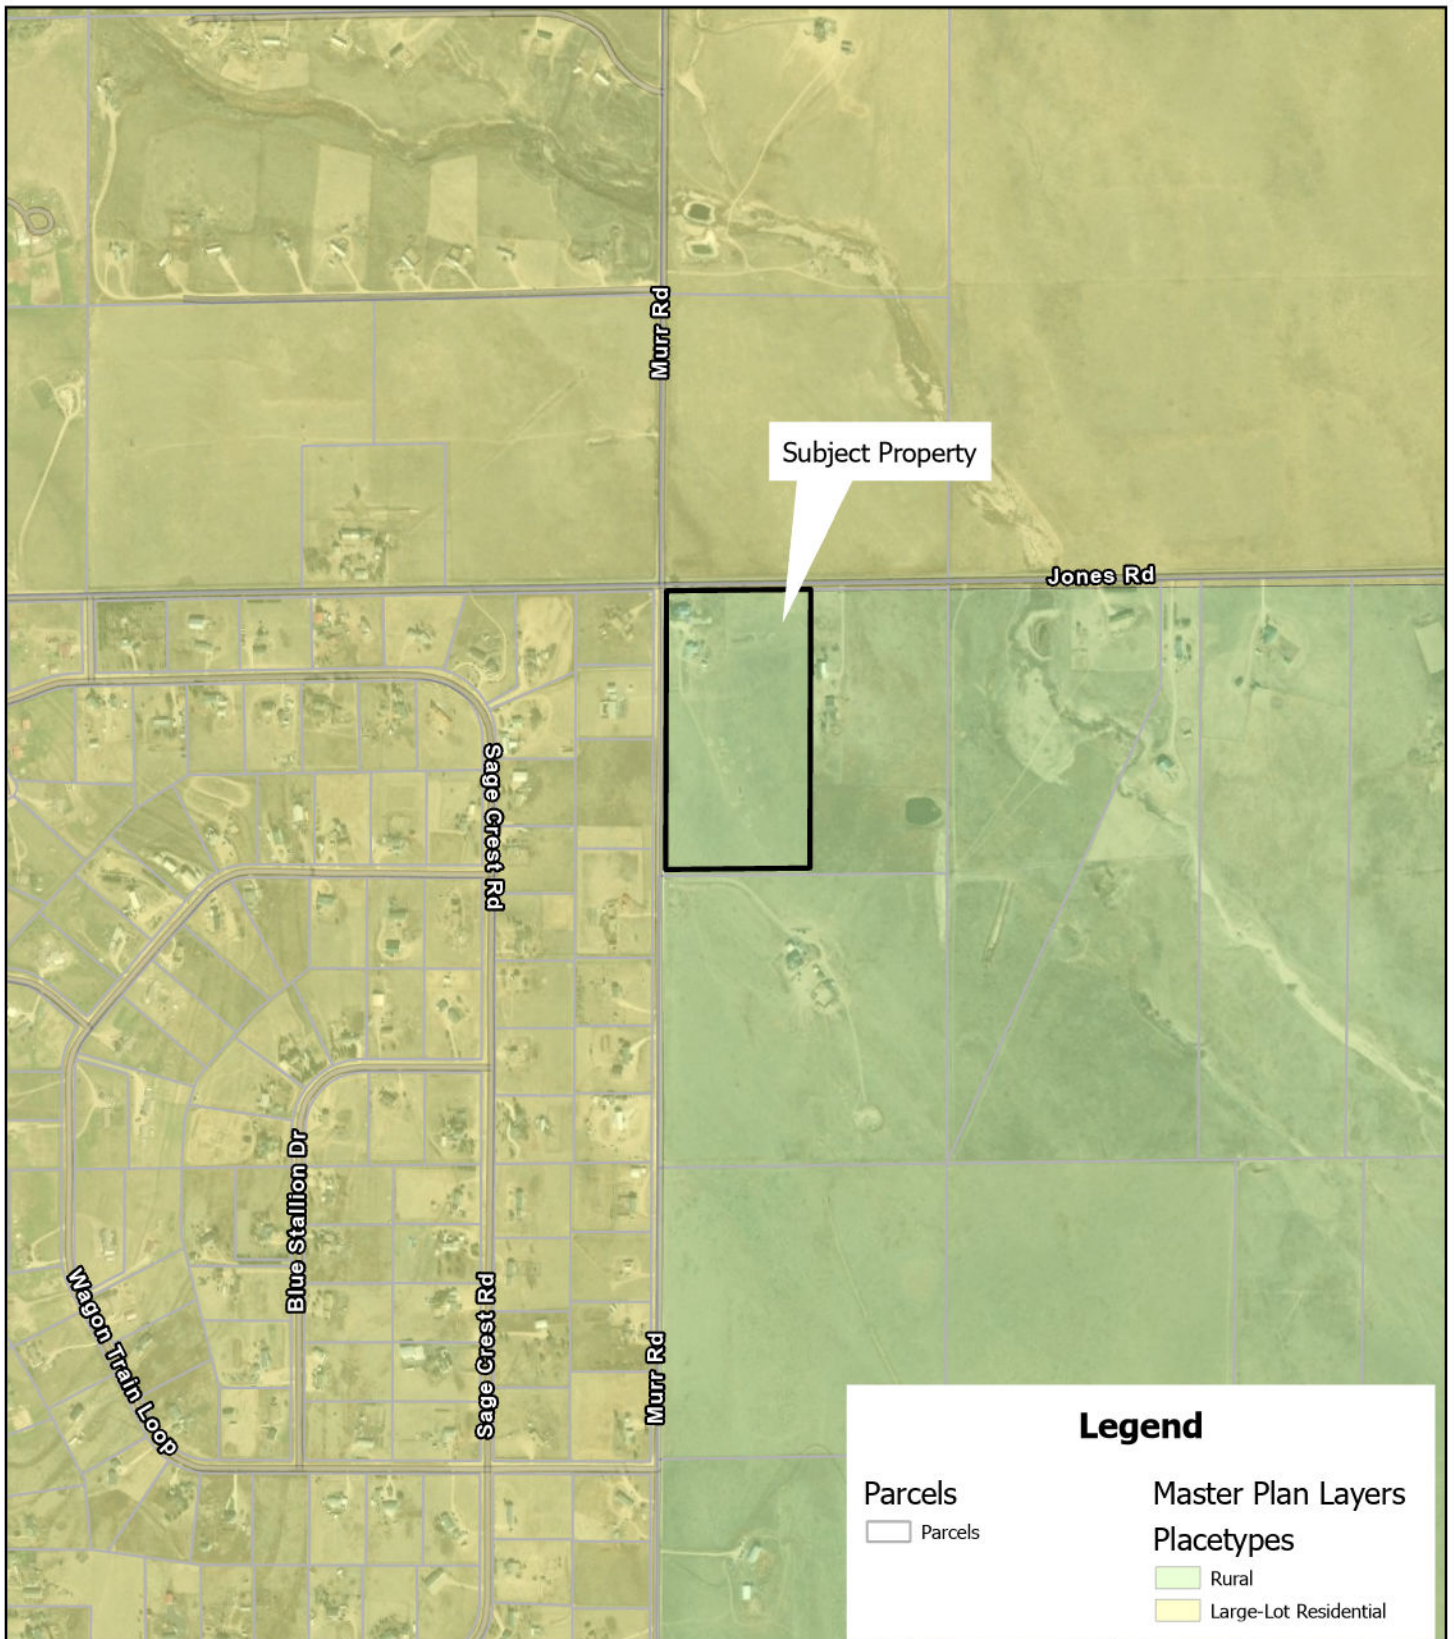 Murr Rd
Subject Property
Jones Rd
Sage Crest Rd
Blue Stallion Dr
Wagon Train Loop
Sage Crest Rd
Murr Rd
Legend
Parcels
Parcels
Master Plan Layers
Placetypes
Rural
Large-Lot Residential